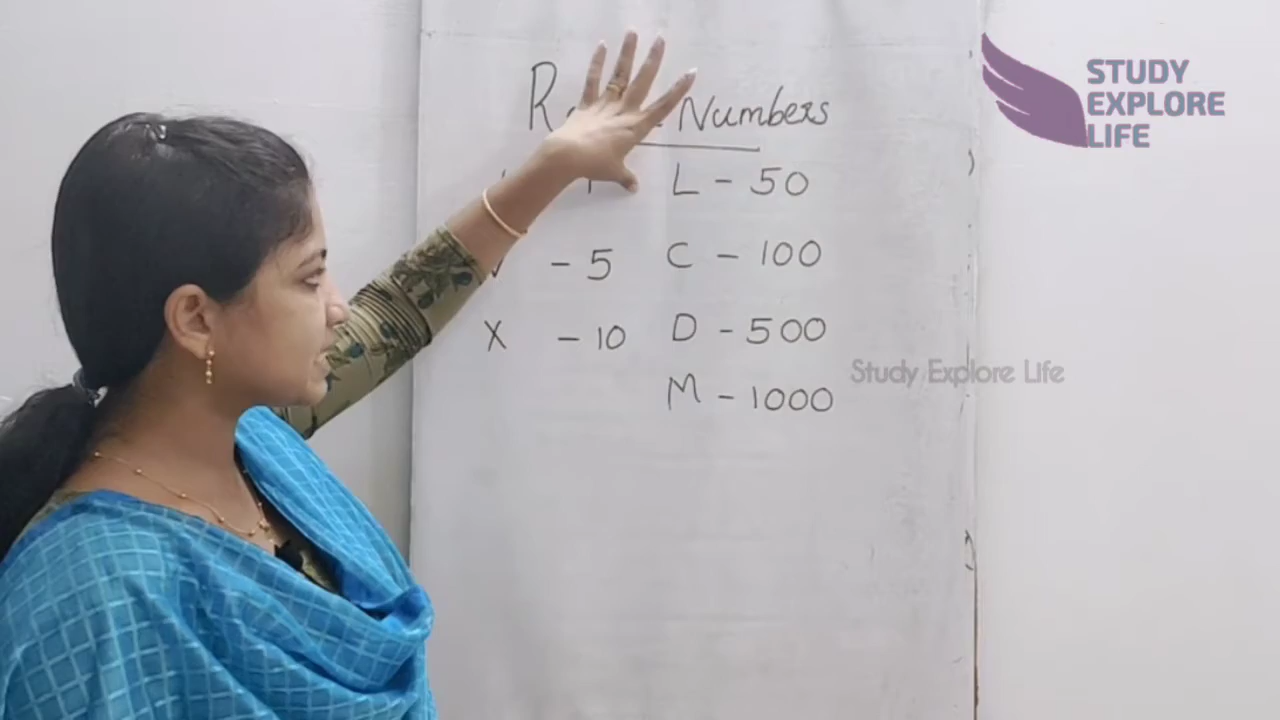 Numbers
L - 50
- 5
C - 100
X - 10
D - 500
M - 1000
STUDY
EXPLORE
LIFE
Study Explore Life